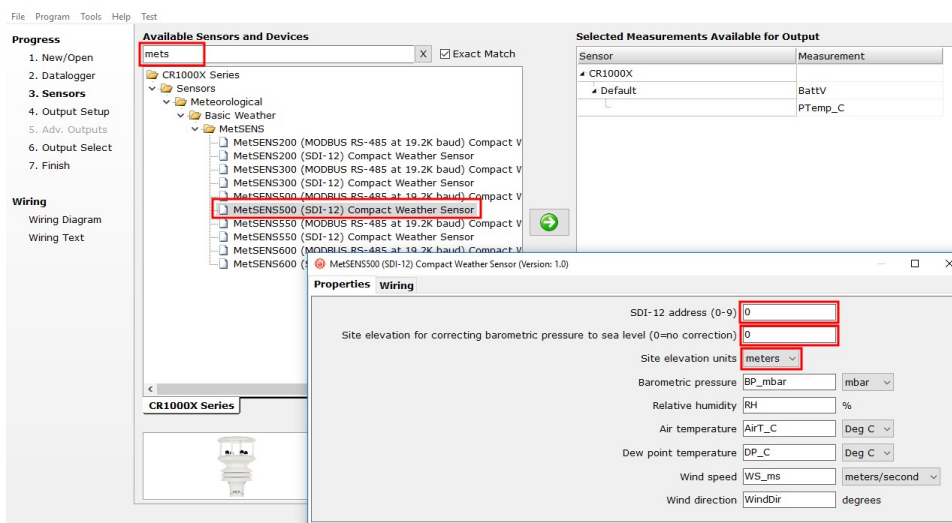 File Program Tools Help Test
Progress
1. New/Open
2. Datalogger
3. Sensors
4. Output Setup
5. Adv. Outputs
6. Output Select
7. Finish
Wiring
Wiring Diagram
Wiring Text
Available Sensors and Devices
mets X Exact Match
CR1000X Series
Sensors
Meteorological
Basic Weather
MetSENS
MetSENS200 (MODBUS RS-485 at 19.2K baud) Compact W
MetSENS200 (SDI-12) Compact Weather Sensor
MetSENS300 (MODBUS RS-485 at 19.2K baud) Compact W
MetSENS300 (SDI-12) Compact Weather Sensor
MetSENS500 (MODBUS RS-485 at 19.2K baud) Compact W
MetSENS500 (SDI-12) Compact Weather Sensor
MetSENS550 (MODBUS RS-485 at 19.2K baud) Compact W
MetSENS550 (SDI-12) Compact Weather Sensor
MetSENS600 (MODBUS RS-485 at 19.2K baud) Compact W
MetSENS600 (
CR1000X Series
Selected Measurements Available for Output
Sensor Measurement
CR1000X
Default BattV
PTemp_C
MetSENS500 (SDI-12) Compact Weather Sensor (Version: 1.0)
Properties Wiring
SDI-12 address (0-9) 0
Site elevation for correcting barometric pressure to sea level (0=no correction) 0
Site elevation units meters
Barometric pressure BP_mbar mbar
Relative humidity RH %
Air temperature AirT_C Deg C
Dew point temperature DP_C Deg C
Wind speed WS_ms meters/second
Wind direction WindDir degrees